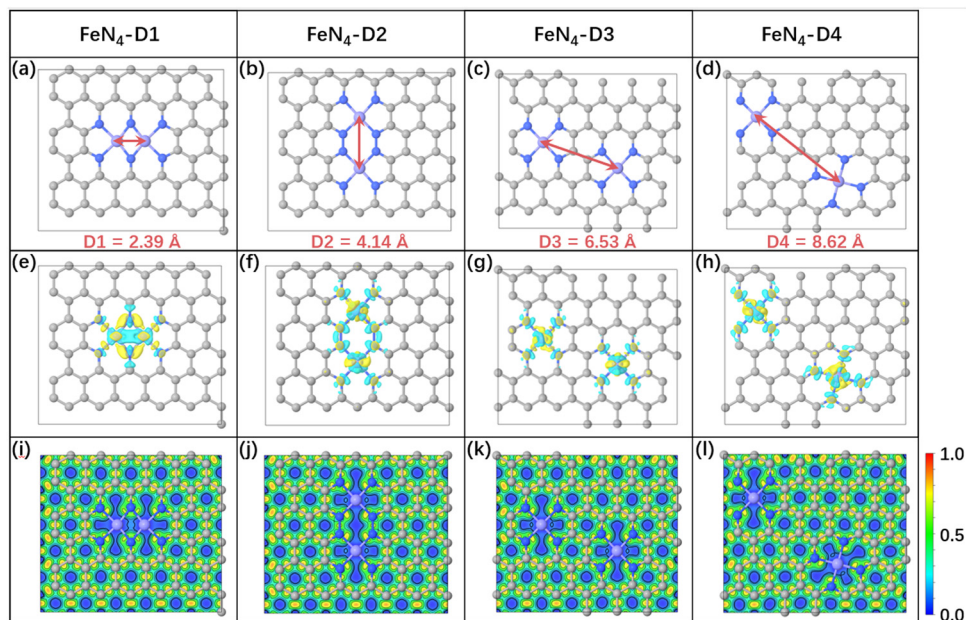 FeN₄-D1 FeN₄-D2 FeN₄-D3 FeN₄-D4
(a) (b) (c) (d)
D1 = 2.39 Å D2 = 4.14 Å D3 = 6.53 Å D4 = 8.62 Å
(e) (f) (g) (h)
(i) (j) (k) (l)
1.0
0.5
0.0